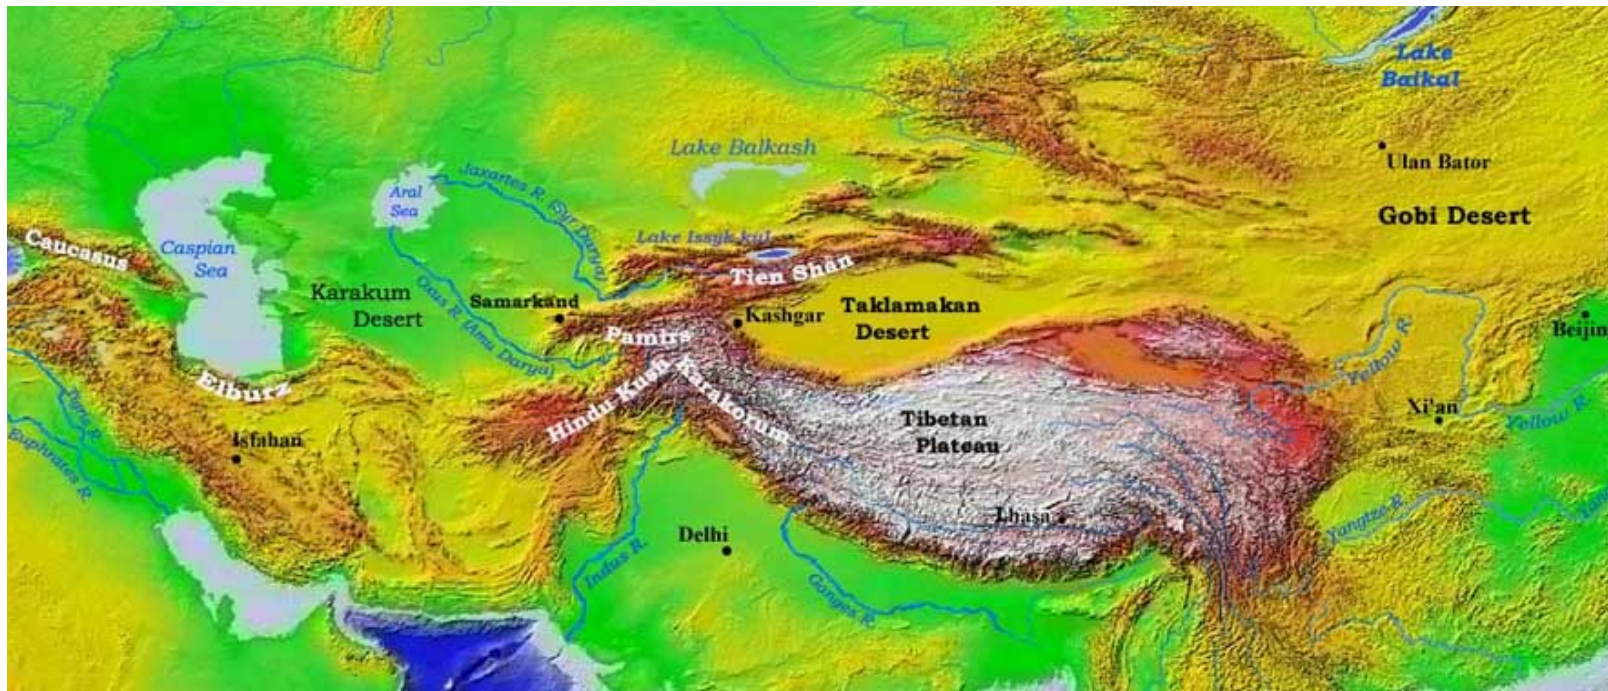 Lake
Baikal
Lake Balkash
Ulan Bator
Jaxartes R. (Syr Darya)
Aral
Sea
Gobi Desert
Caucasus
Caspian
Sea
Lake Issyk-kul
Tien Shan
Karakum
Desert
Oxus R. (Amu Darya)
Samarkand
Kashgar
Taklamakan
Desert
Beijin
Pamirs
Yellow R.
Elburz
Hindu Kush
Karakorum
Tigris R.
Xi'an
Yellow R.
Isfahan
Tibetan
Plateau
Euphrates R.
Lhasa
Yangtze R.
Delhi
Indus R.
Ganges R.